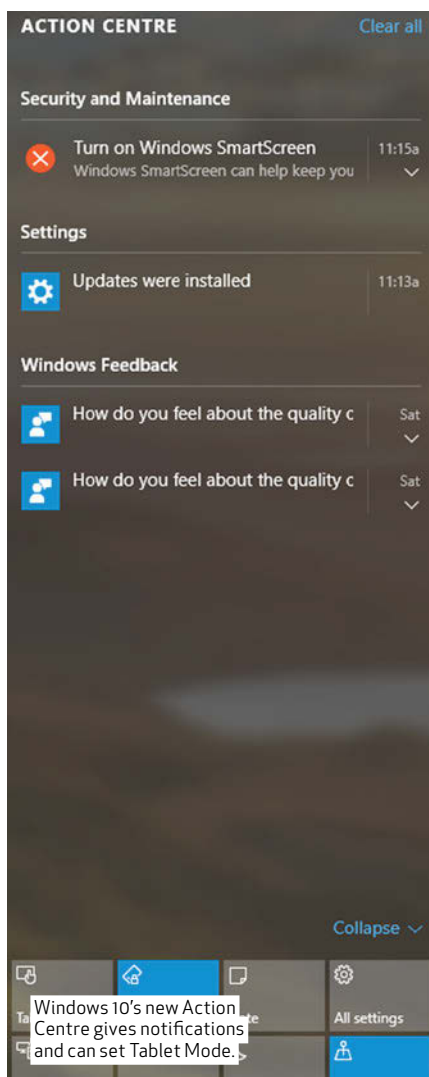 ACTION CENTRE Clear all
Security and Maintenance
Turn on Windows SmartScreen 11:15a
Windows SmartScreen can help keep you
Settings
Updates were installed 11:13a
Windows Feedback
How do you feel about the quality c Sat
How do you feel about the quality c Sat
Collapse
All settings
Windows 10's new Action
Centre gives notifications
and can set Tablet Mode.